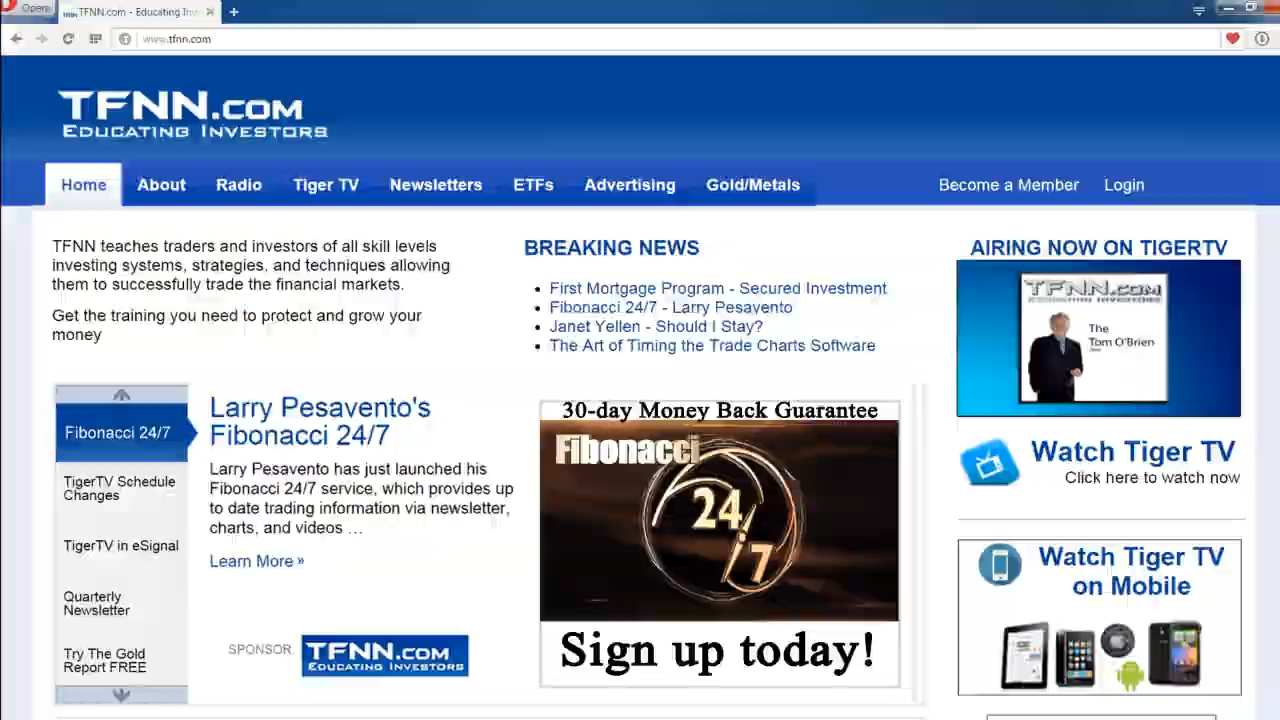 Opera
TFNN.com - Educating Inv
www.tfnn.com
TFNN.com
Educating Investors
Home
About
Radio
Tiger TV
Newsletters
ETFs
Advertising
Gold/Metals
Become a Member
Login
TFNN teaches traders and investors of all skill levels
investing systems, strategies, and techniques allowing
them to successfully trade the financial markets.
Get the training you need to protect and grow your
money
BREAKING NEWS
First Mortgage Program - Secured Investment
Fibonacci 24/7 - Larry Pesavento
Janet Yellen - Should I Stay?
The Art of Timing the Trade Charts Software
AIRING NOW ON TIGERTV
TFNN.com
The
Tom O'Brien
Show
Watch Tiger TV
Click here to watch now
Fibonacci 24/7
TigerTV Schedule
Changes
TigerTV in eSignal
Quarterly
Newsletter
Try The Gold
Report FREE
Larry Pesavento's
Fibonacci 24/7
Larry Pesavento has just launched his
Fibonacci 24/7 service, which provides up
to date trading information via newsletter,
charts, and videos …
Learn More »
SPONSOR
TFNN.com
Educating Investors
30-day Money Back Guarantee
Fibonacci
24/7
Sign up today!
Watch Tiger TV
on Mobile